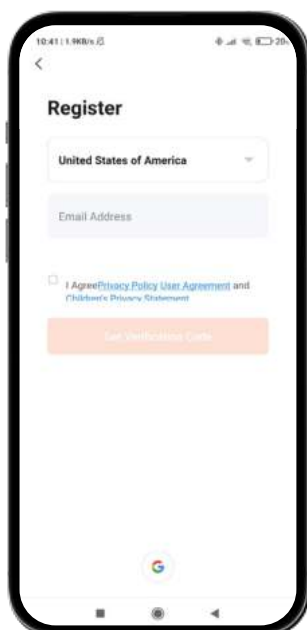 10:41 | 1.9KB/s
Register
United States of America
Email Address
I AgreePrivacy Policy User Agreement and
Children's Privacy Statement
Get Verification Code